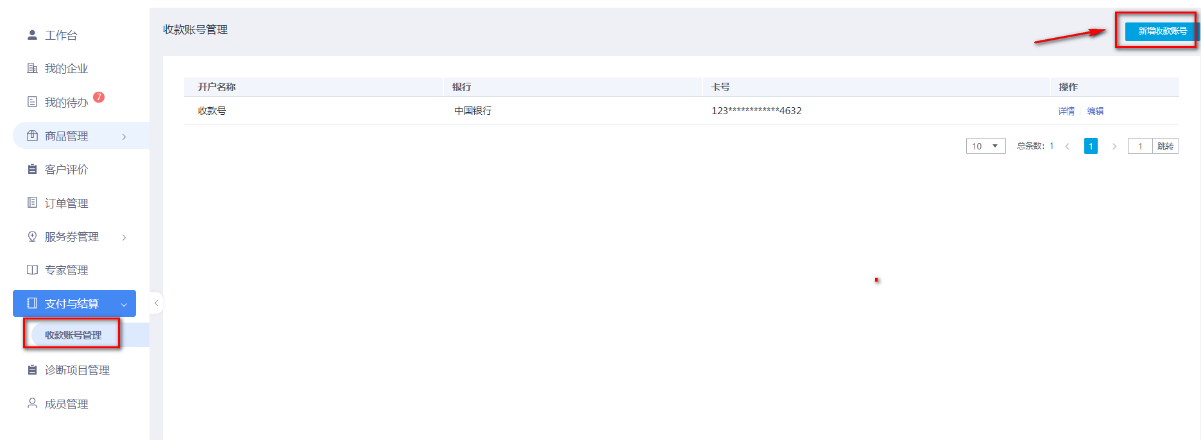 工作台
我的企业
我的待办 7
商品管理
客户评价
订单管理
服务券管理
专家管理
支付与结算
收款账号管理
诊断项目管理
成员管理
收款账号管理
新增收款账号
开户名称 银行 卡号 操作
收款号 中国银行 123************4632 详情 编辑
10 总条数: 1 1 1 跳转